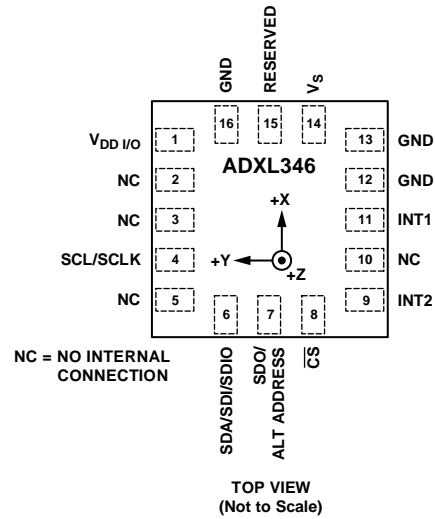 GND
RESERVED
VS
16
15
14
VDD I/O
1
13
GND
ADXL346
NC
2
12
GND
+X
NC
3
11
INT1
SCL/SCLK
4
+Y
10
NC
+Z
NC
5
9
INT2
6
7
8
NC = NO INTERNAL
CONNECTION
SDA/SDI/SDIO
SDO/
ALT ADDRESS
CS
TOP VIEW
(Not to Scale)